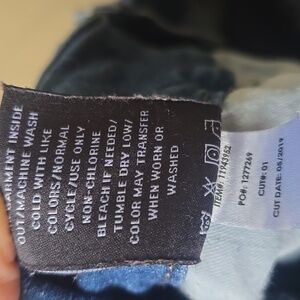 GARMENT INSIDE
OUT/MACHINE WASH
COLD WITH LIKE
COLORS/NORMAL
CYCLE/USE ONLY
NON-CHLORINE
BLEACH IF NEEDED/
TUMBLE DRY LOW/
COLOR MAY TRANSFER
WHEN WORN OR
WASHED
PO#: 1277269
CUT#: 01
CUT DATE: 05/2019